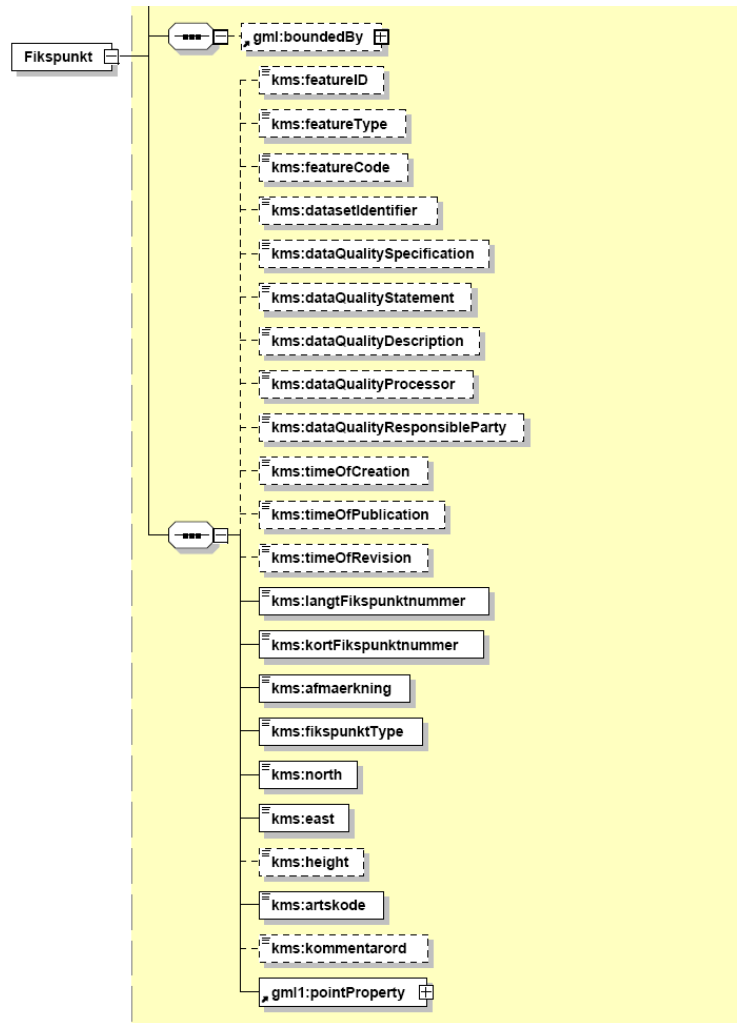 gml:boundedBy
Fikspunkt
kms:featureID
kms:featureType
kms:featureCode
kms:datasetIdentifier
kms:dataQualitySpecification
kms:dataQualityStatement
kms:dataQualityDescription
kms:dataQualityProcessor
kms:dataQualityResponsibleParty
kms:timeOfCreation
kms:timeOfPublication
kms:timeOfRevision
kms:langtFikspunktnummer
kms:kortFikspunktnummer
kms:afmaerkning
kms:fikspunktType
kms:north
kms:east
kms:height
kms:artskode
kms:kommentarord
gml1:pointProperty